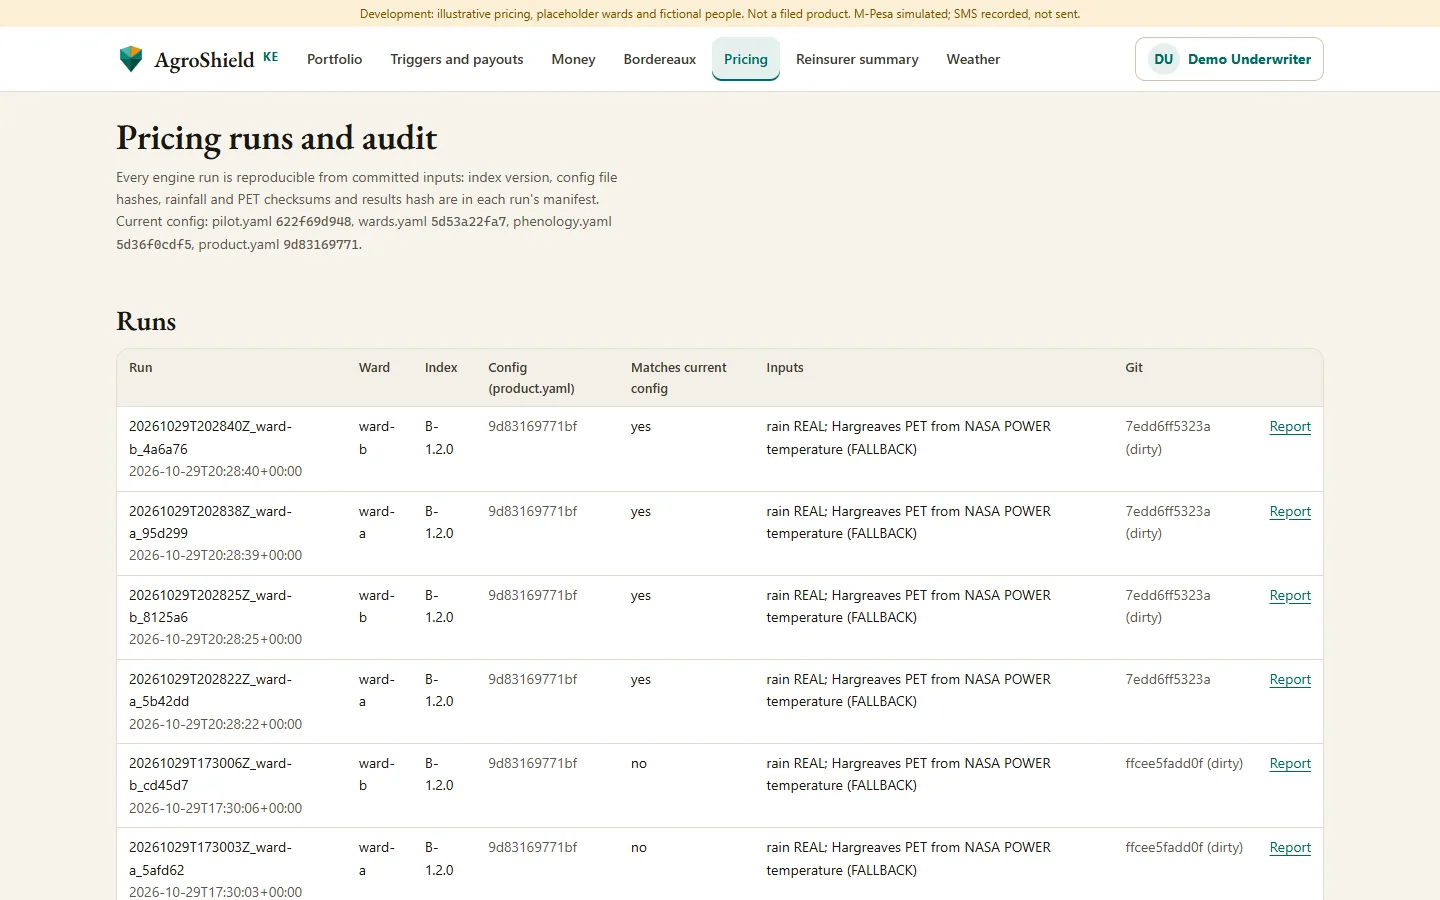 Development: illustrative pricing, placeholder wards and fictional people. Not a filed product. M-Pesa simulated; SMS recorded, not sent.
AgroShield KE
Portfolio
Triggers and payouts
Money
Bordereaux
Pricing
Reinsurer summary
Weather
DU Demo Underwriter
Pricing runs and audit
Every engine run is reproducible from committed inputs: index version, config file
hashes, rainfall and PET checksums and results hash are in each run's manifest.
Current config: pilot.yaml 622f69d948, wards.yaml 5d53a22fa7, phenology.yaml
5d36f0cdf5, product.yaml 9d83169771.
Runs
Run Ward Index Config Matches current Inputs Git
(product.yaml) config
20261029T202840Z_ward- ward- B- 9d83169771bf yes rain REAL; Hargreaves PET from NASA POWER 7edd6ff5323a Report
b_4a6a76 b 1.2.0 temperature (FALLBACK) (dirty)
2026-10-29T20:28:40+00:00
20261029T202838Z_ward- ward- B- 9d83169771bf yes rain REAL; Hargreaves PET from NASA POWER 7edd6ff5323a Report
a_95d299 a 1.2.0 temperature (FALLBACK) (dirty)
2026-10-29T20:28:39+00:00
20261029T202825Z_ward- ward- B- 9d83169771bf yes rain REAL; Hargreaves PET from NASA POWER 7edd6ff5323a Report
b_8125a6 b 1.2.0 temperature (FALLBACK) (dirty)
2026-10-29T20:28:25+00:00
20261029T202822Z_ward- ward- B- 9d83169771bf yes rain REAL; Hargreaves PET from NASA POWER 7edd6ff5323a Report
a_5b42dd a 1.2.0 temperature (FALLBACK)
2026-10-29T20:28:22+00:00
20261029T173006Z_ward- ward- B- 9d83169771bf no rain REAL; Hargreaves PET from NASA POWER ffcee5fadd0f (dirty) Report
b_cd45d7 b 1.2.0 temperature (FALLBACK)
2026-10-29T17:30:06+00:00
20261029T173003Z_ward- ward- B- 9d83169771bf no rain REAL; Hargreaves PET from NASA POWER ffcee5fadd0f (dirty) Report
a_5afd62 a 1.2.0 temperature (FALLBACK)
2026-10-29T17:30:03+00:00